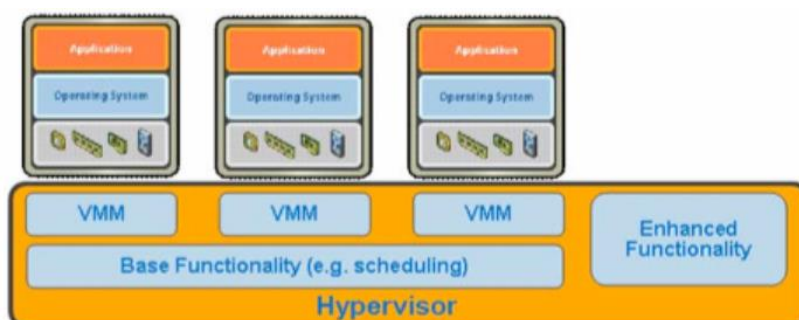 Application
Application
Application
Operating System
Operating System
Operating System
VMM
VMM
VMM
Enhanced
Functionality
Base Functionality (e.g. scheduling)
Hypervisor